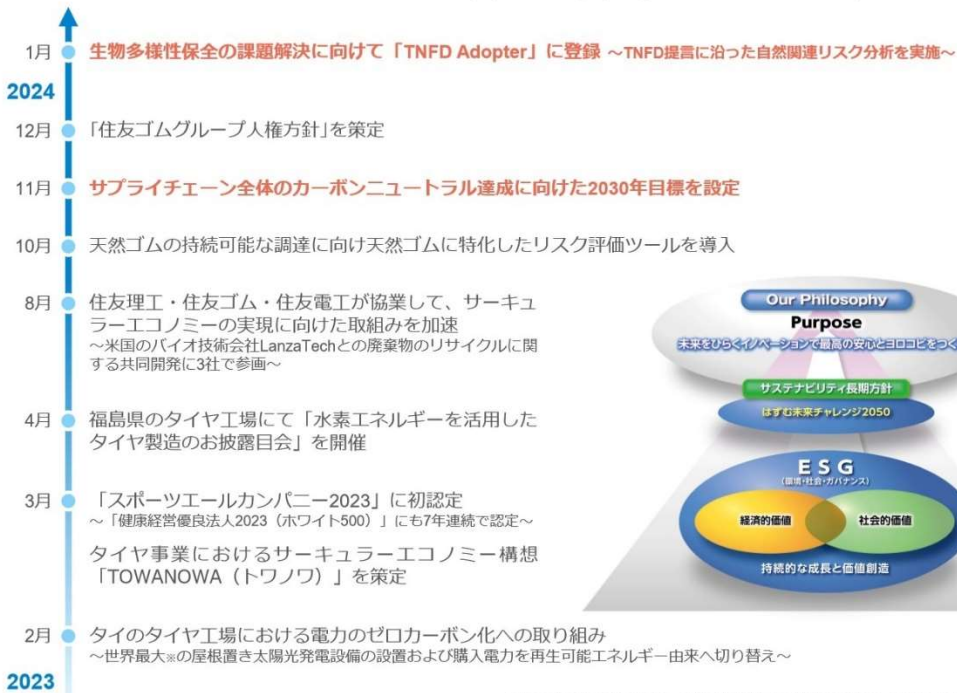 1月 生物多様性保全の課題解決に向けて「TNFD Adopter」に登録 ～TNFD提言に沿った自然関連リスク分析を実施～
2024
12月 「住友ゴムグループ人権方針」を策定
11月 サプライチェーン全体のカーボンニュートラル達成に向けた2030年目標を設定
10月 天然ゴムの持続可能な調達に向け天然ゴムに特化したリスク評価ツールを導入
8月 住友理工・住友ゴム・住友電工が協業して、サーキュ
ラーエコノミーの実現に向けた取組みを加速
～米国のバイオ技術会社LanzaTechとの廃棄物のリサイクルに関
する共同開発に3社で参画～
4月 福島県のタイヤ工場にて「水素エネルギーを活用した
タイヤ製造のお披露目会」を開催
3月 「スポーツエールカンパニー2023」に初認定
～「健康経営優良法人2023（ホワイト500）」にも7年連続で認定～
タイヤ事業におけるサーキュラーエコノミー構想
「TOWANOWA（トワノワ）」を策定
2月 タイのタイヤ工場における電力のゼロカーボン化への取り組み
～世界最大※の屋根置き太陽光発電設備の設置および購入電力を再生可能エネルギー由来へ切り替え～
2023
Our Philosophy
Purpose
未来をひらくイノベーションで最高の安心とヨロコビをつく
サステナビリティ長期方針
はずむ未来チャレンジ2050
ESG
(環境・社会・ガバナンス)
経済的価値 社会的価値
持続的な成長と価値創造